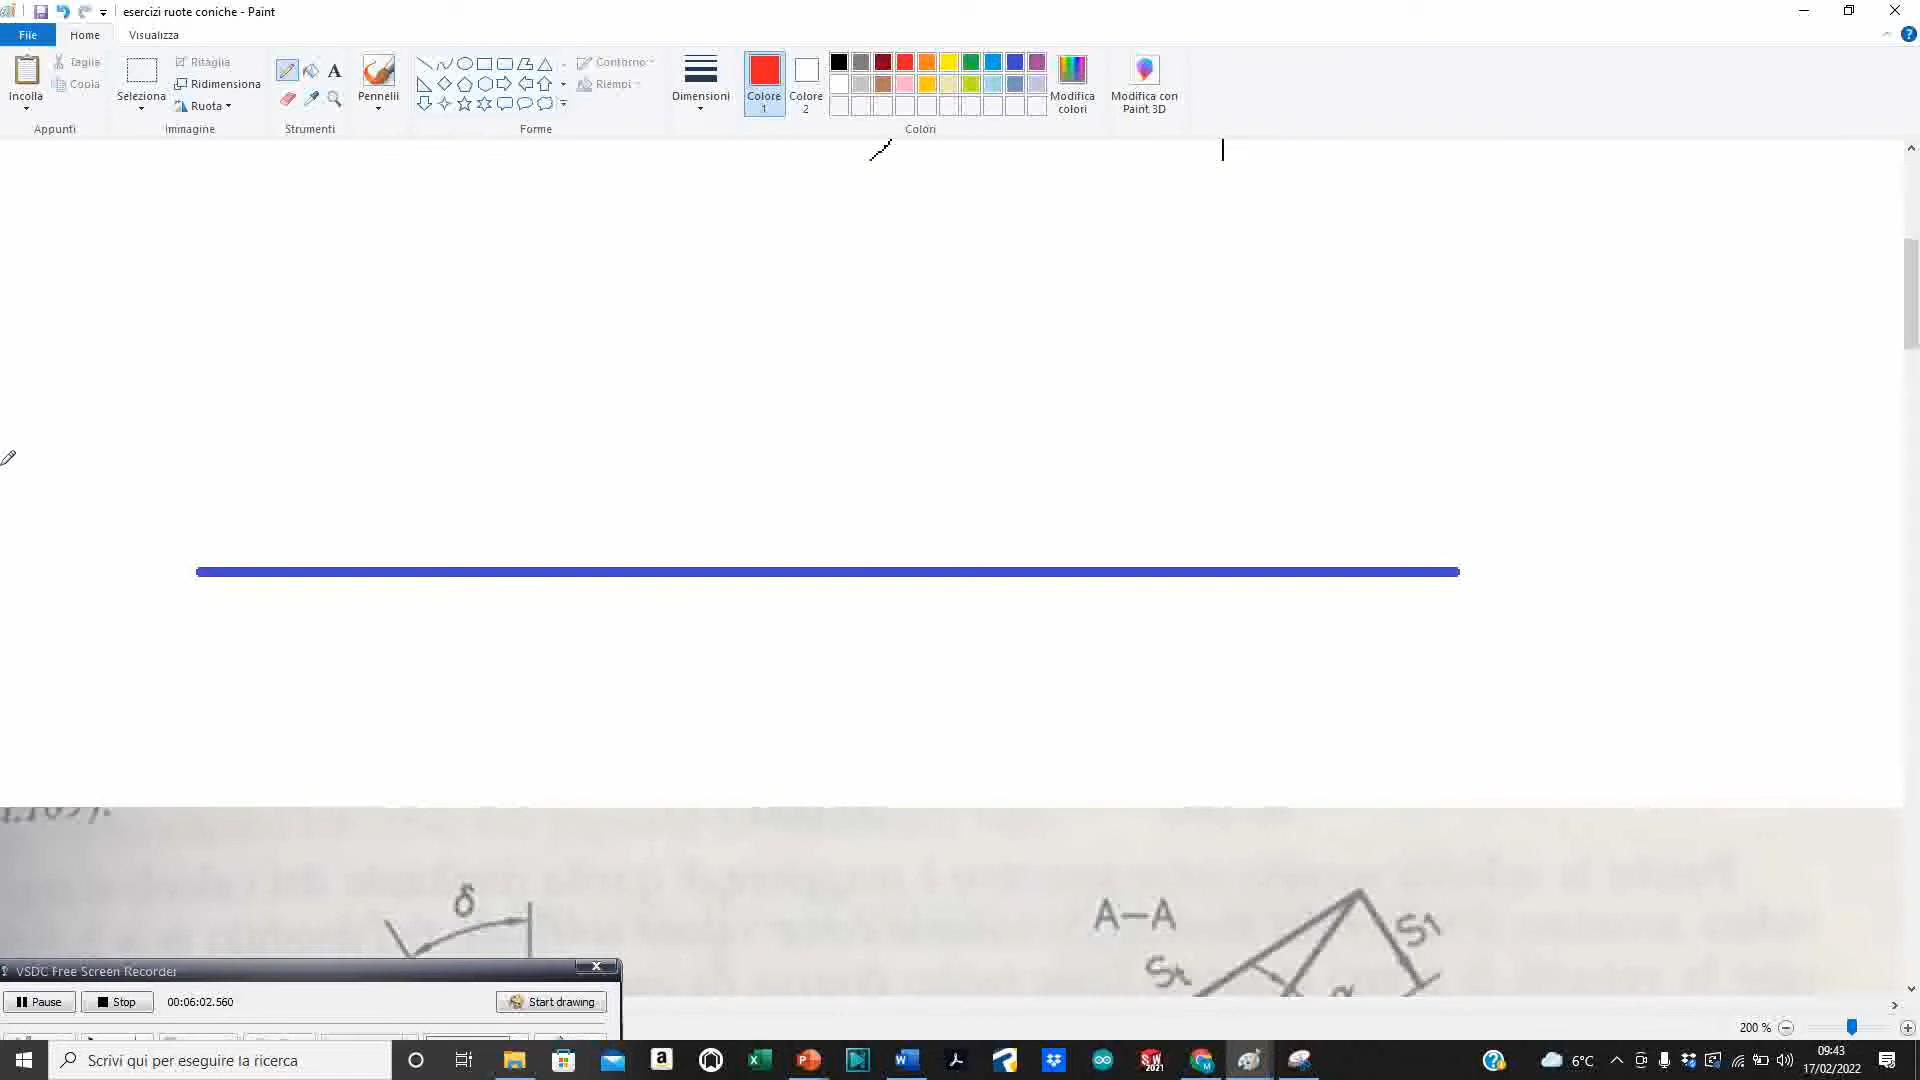 esercizi ruote coniche - Paint
File Home Visualizza
Incolla
Taglia
Copia
Appunti
Seleziona
Ritaglia
Ridimensiona
Ruota
Immagine
A
Strumenti
Pennelli
Contorno
Riempi
Forme
Dimensioni
Colore
1
Colore
2
Modifica
colori
Modifica con
Paint 3D
Colori
δ
A-A
S1
VSDC Free Screen Recorder
Pause Stop 00:06:02.560 Start drawing
200 %
Scrivi qui per eseguire la ricerca
6°C
09:43
17/02/2022